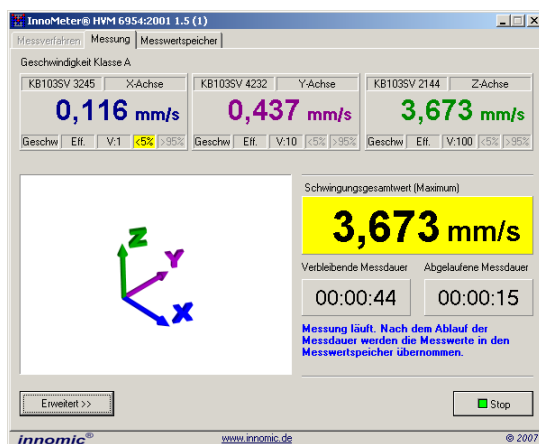 InnoMeter® HVM 6954:2001 1.5 (1)
Messverfahren Messung Messwertspeicher
Geschwindigkeit Klasse A
KB103SV 3245 X-Achse KB103SV 4232 Y-Achse KB103SV 2144 Z-Achse
0,116 mm/s 0,437 mm/s 3,673 mm/s
Geschw Eff. V:1 <5% >95% Geschw Eff. V:10 <5% >95% Geschw Eff. V:100 <5% >95%
Schwingungsgesamtwert (Maximum)
3,673 mm/s
Z
Y
X
Verbleibende Messdauer Abgelaufene Messdauer
00:00:44 00:00:15
Messung läuft. Nach dem Ablauf der
Messdauer werden die Messwerte in den
Messwertspeicher übernommen.
Erweitert >> Stop
innomic® www.innomic.de © 2007